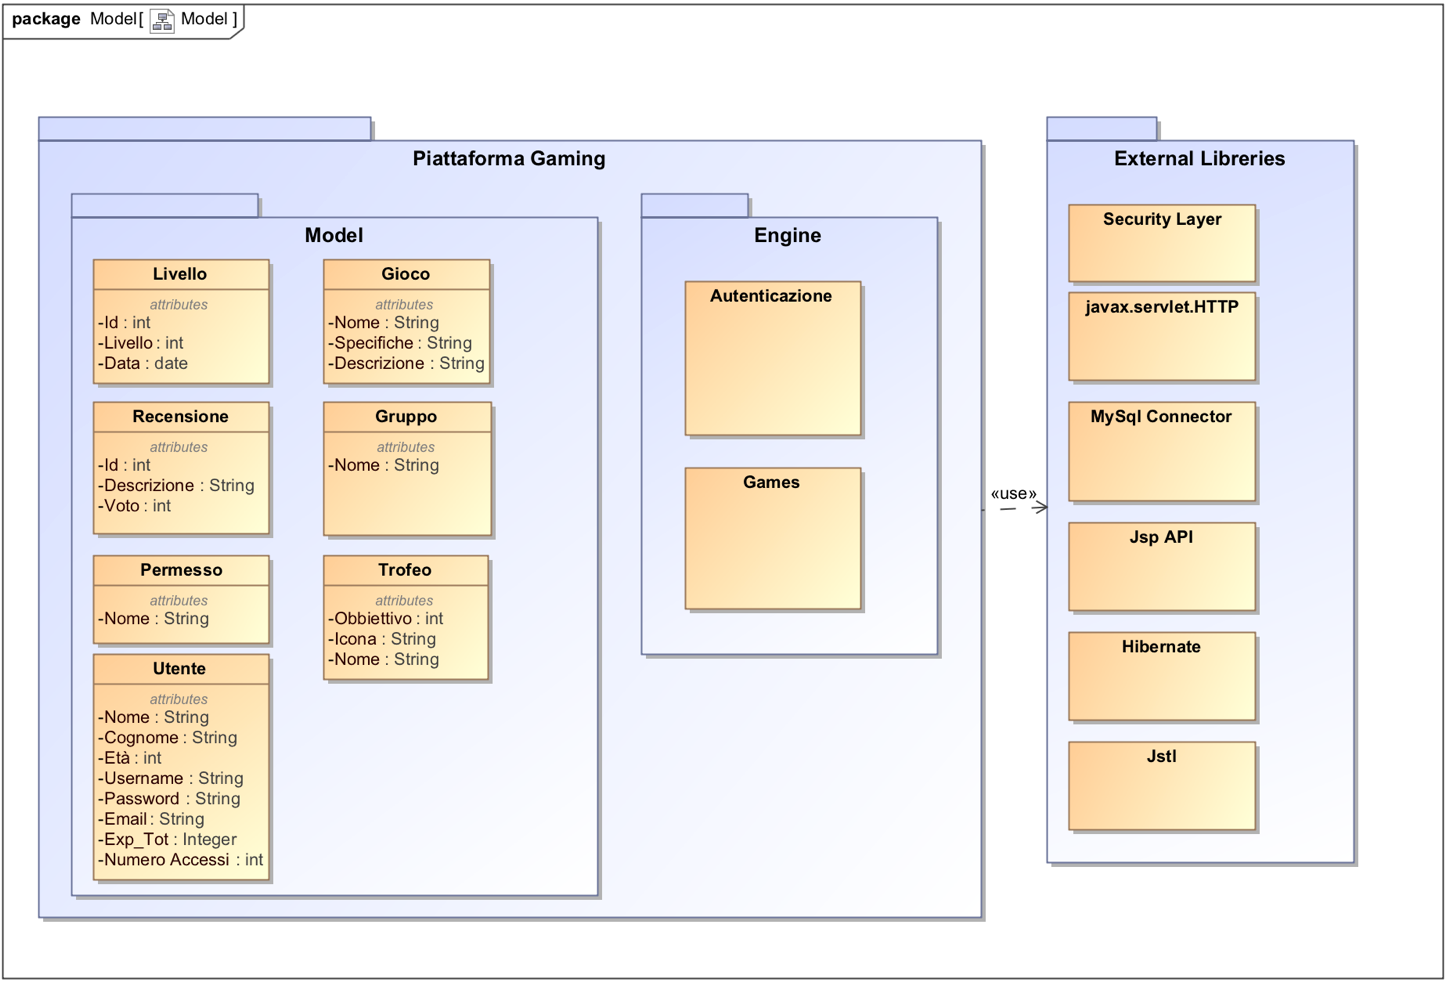 package Model[ Model ]
Piattaforma Gaming
Model
Livello
attributes
-Id : int
-Livello : int
-Data : date
Gioco
attributes
-Nome : String
-Specifiche : String
-Descrizione : String
Recensione
attributes
-Id : int
-Descrizione : String
-Voto : int
Gruppo
attributes
-Nome : String
Permesso
attributes
-Nome : String
Trofeo
attributes
-Obbiettivo : int
-Icona : String
-Nome : String
Utente
attributes
-Nome : String
-Cognome : String
-Età : int
-Username : String
-Password : String
-Email : String
-Exp_Tot : Integer
-Numero Accessi : int
Engine
Autenticazione
Games
«use»
External Libreries
Security Layer
javax.servlet.HTTP
MySql Connector
Jsp API
Hibernate
Jstl